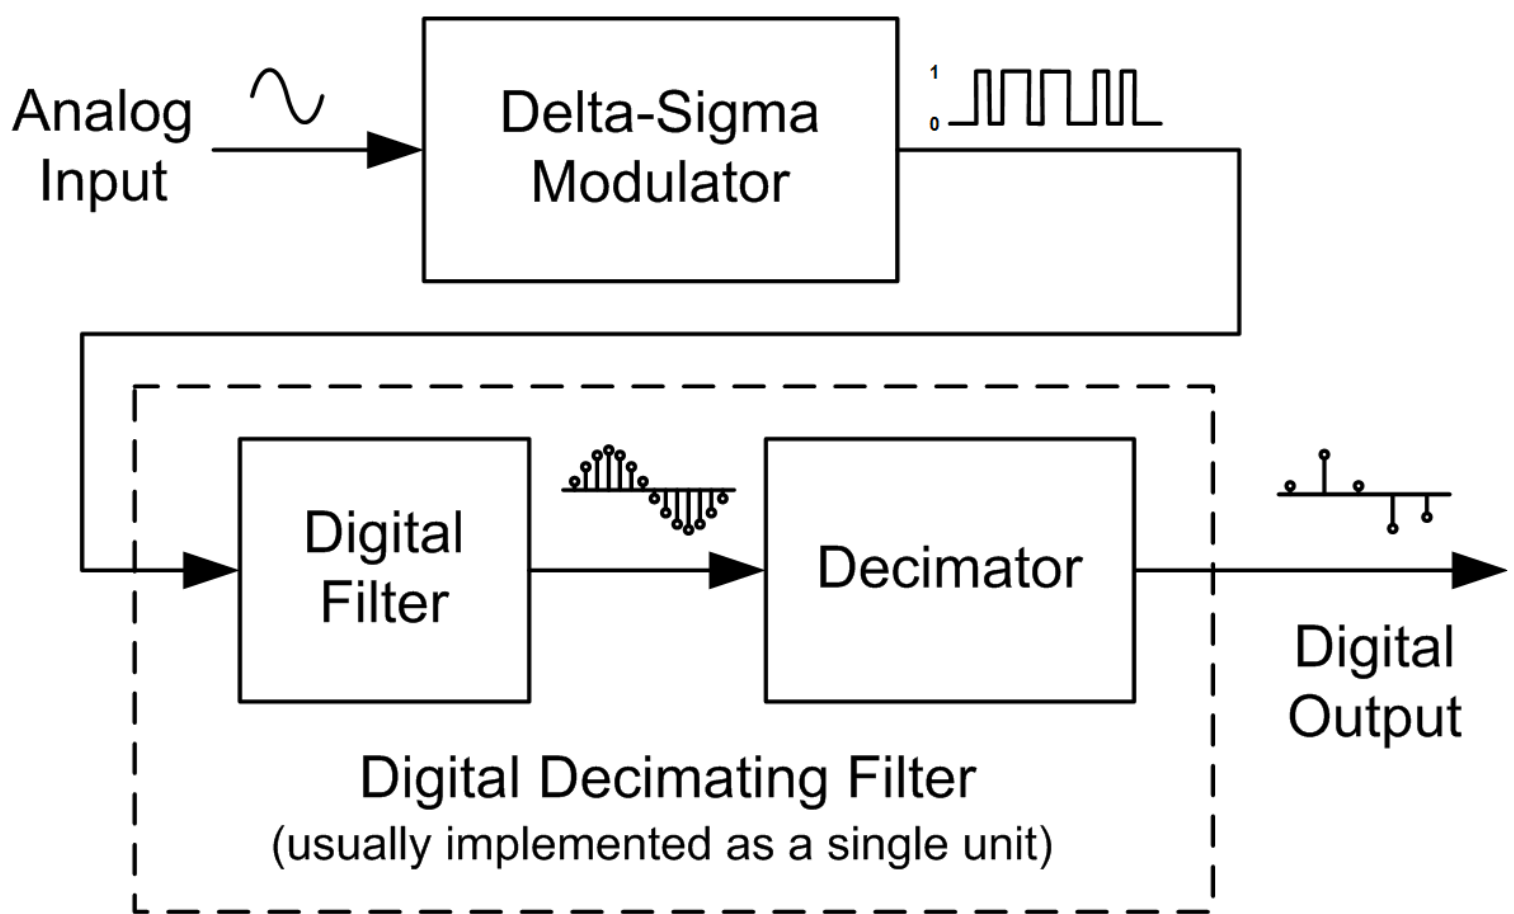 Analog
Input
Delta-Sigma
Modulator
1
0
Digital
Filter
Decimator
Digital
Output
Digital Decimating Filter
(usually implemented as a single unit)